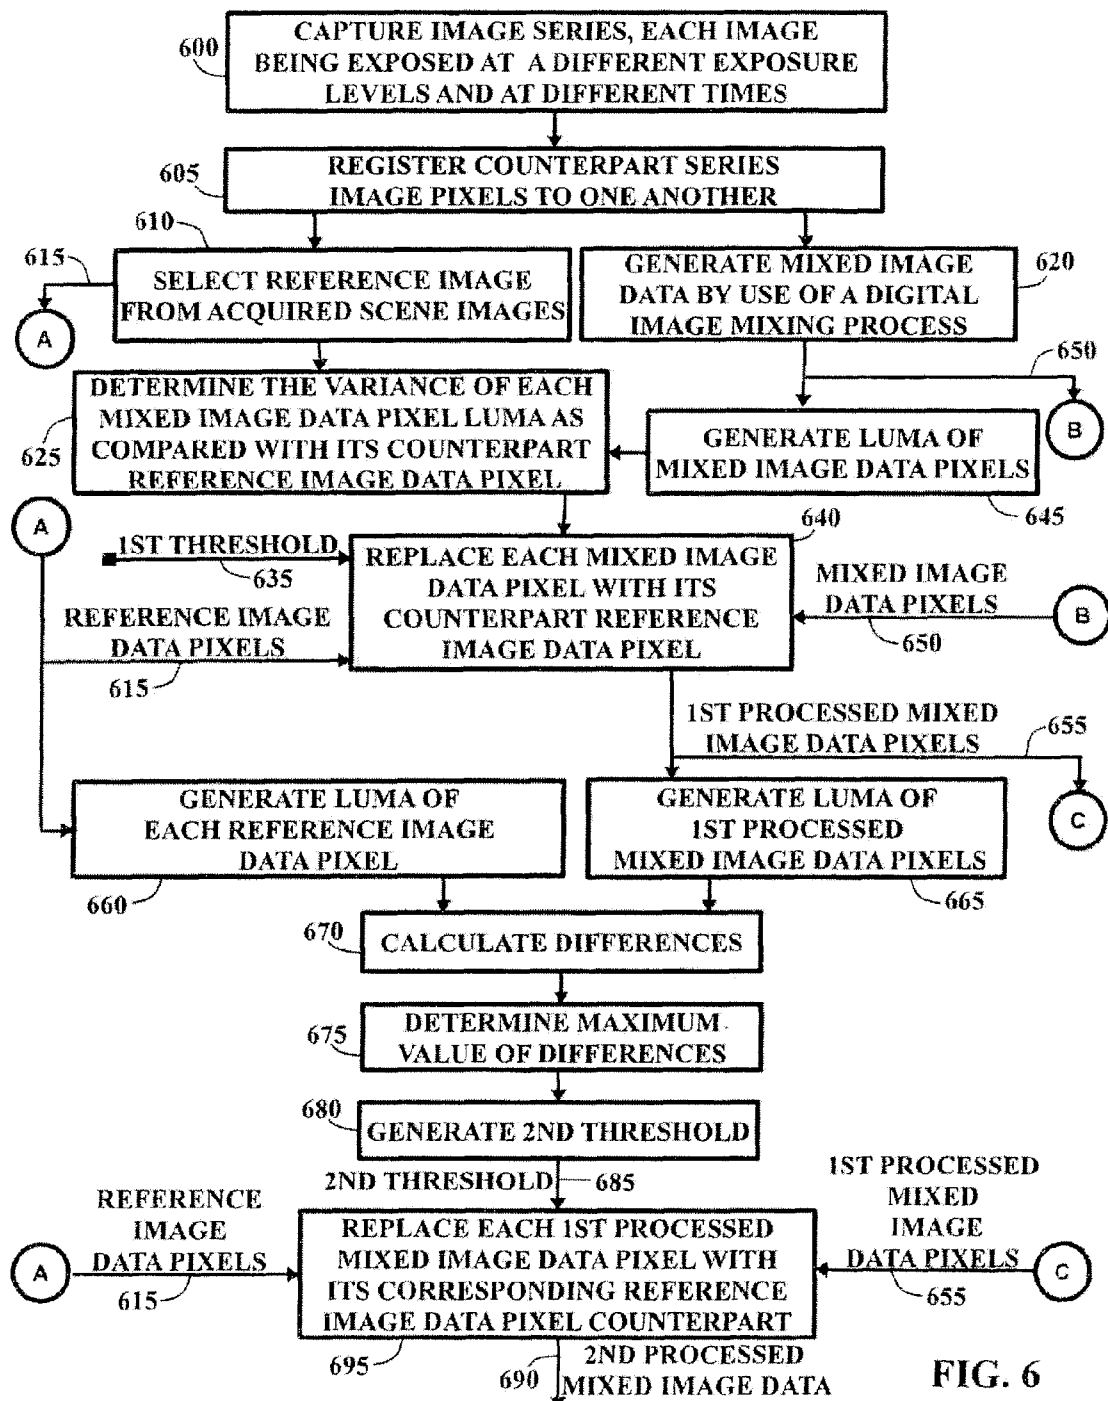 600
CAPTURE IMAGE SERIES, EACH IMAGE
BEING EXPOSED AT A DIFFERENT EXPOSURE
LEVELS AND AT DIFFERENT TIMES
605
REGISTER COUNTERPART SERIES
IMAGE PIXELS TO ONE ANOTHER
610
615
SELECT REFERENCE IMAGE
FROM ACQUIRED SCENE IMAGES
A
GENERATE MIXED IMAGE
DATA BY USE OF A DIGITAL
IMAGE MIXING PROCESS
620
650
B
625
DETERMINE THE VARIANCE OF EACH
MIXED IMAGE DATA PIXEL LUMA AS
COMPARED WITH ITS COUNTERPART
REFERENCE IMAGE DATA PIXEL
GENERATE LUMA OF
MIXED IMAGE DATA PIXELS
645
A
640
1ST THRESHOLD
635
REPLACE EACH MIXED IMAGE
DATA PIXEL WITH ITS
COUNTERPART REFERENCE
IMAGE DATA PIXEL
MIXED IMAGE
DATA PIXELS
650
B
REFERENCE IMAGE
DATA PIXELS
615
1ST PROCESSED MIXED
IMAGE DATA PIXELS
655
C
GENERATE LUMA OF
EACH REFERENCE IMAGE
DATA PIXEL
660
GENERATE LUMA OF
1ST PROCESSED
MIXED IMAGE DATA PIXELS
665
670
CALCULATE DIFFERENCES
675
DETERMINE MAXIMUM
VALUE OF DIFFERENCES
680
GENERATE 2ND THRESHOLD
2ND THRESHOLD
685
REFERENCE
IMAGE
DATA PIXELS
A
615
REPLACE EACH 1ST PROCESSED
MIXED IMAGE DATA PIXEL WITH
ITS CORRESPONDING REFERENCE
IMAGE DATA PIXEL COUNTERPART
1ST PROCESSED
MIXED
IMAGE
DATA PIXELS
655
C
695
690
2ND PROCESSED
MIXED IMAGE DATA
FIG. 6